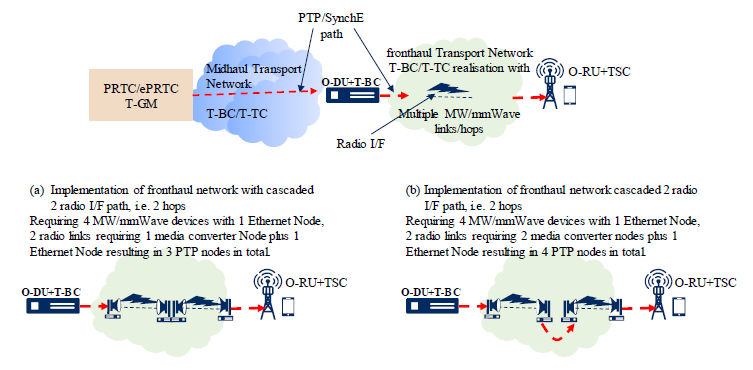 PTP/SynchE
path
fronthaul Transport Network
T-BC/T-TC realisation with
Midhaul Transport
Network
O-DU+T-BC
O-RU+TSC
PRTC/ePRTC
T-GM
T-BC/T-TC
Multiple MW/mmWave
links/hops
Radio I/F
(a) Implementation of fronthaul network with cascaded
2 radio I/F path, i.e. 2 hops
Requiring 4 MW/mmWave devices with 1 Ethernet Node,
2 radio links requiring 1 media converter Node plus 1
Ethernet Node resulting in 3 PTP nodes in total.
(b) Implementation of fronthaul network cascaded 2 radio
I/F path, i.e. 2 hops
Requiring 4 MW/mmWave devices with 1 Ethernet Node,
2 radio links requiring 2 media converter nodes plus 1
Ethernet Node resulting in 4 PTP nodes in total.
O-DU+T-BC
O-RU+TSC
O-DU+T-BC
O-RU+TSC